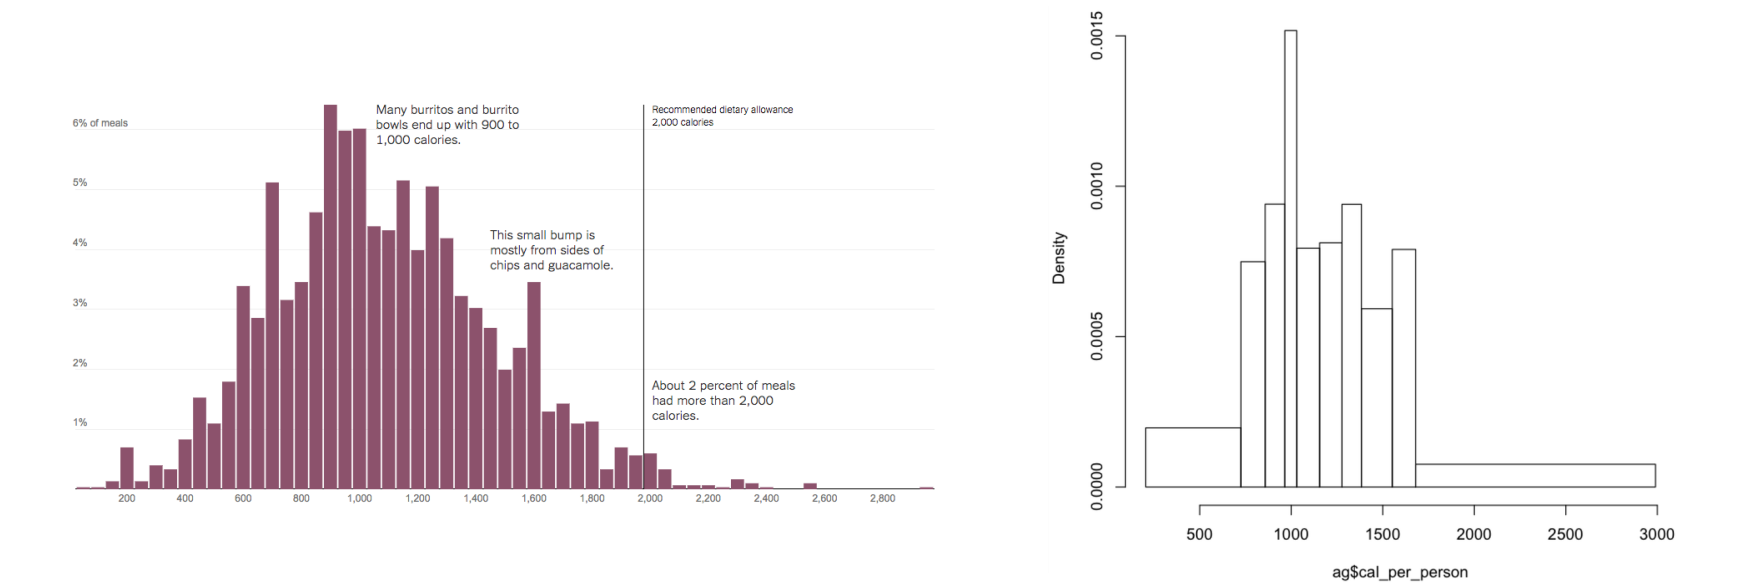 Many burritos and burrito
bowls end up with 900 to
1,000 calories.
Recommended dietary allowance
2,000 calories
6% of meals
5%
4%
3%
2%
1%
This small bump is
mostly from sides of
chips and guacamole.
About 2 percent of meals
had more than 2,000
calories.
200 400 600 800 1,000 1,200 1,400 1,600 1,800 2,000 2,200 2,400 2,600 2,800
0.0015
0.0010
0.0005
0.0000
Density
500 1000 1500 2000 2500 3000
ag$cal_per_person